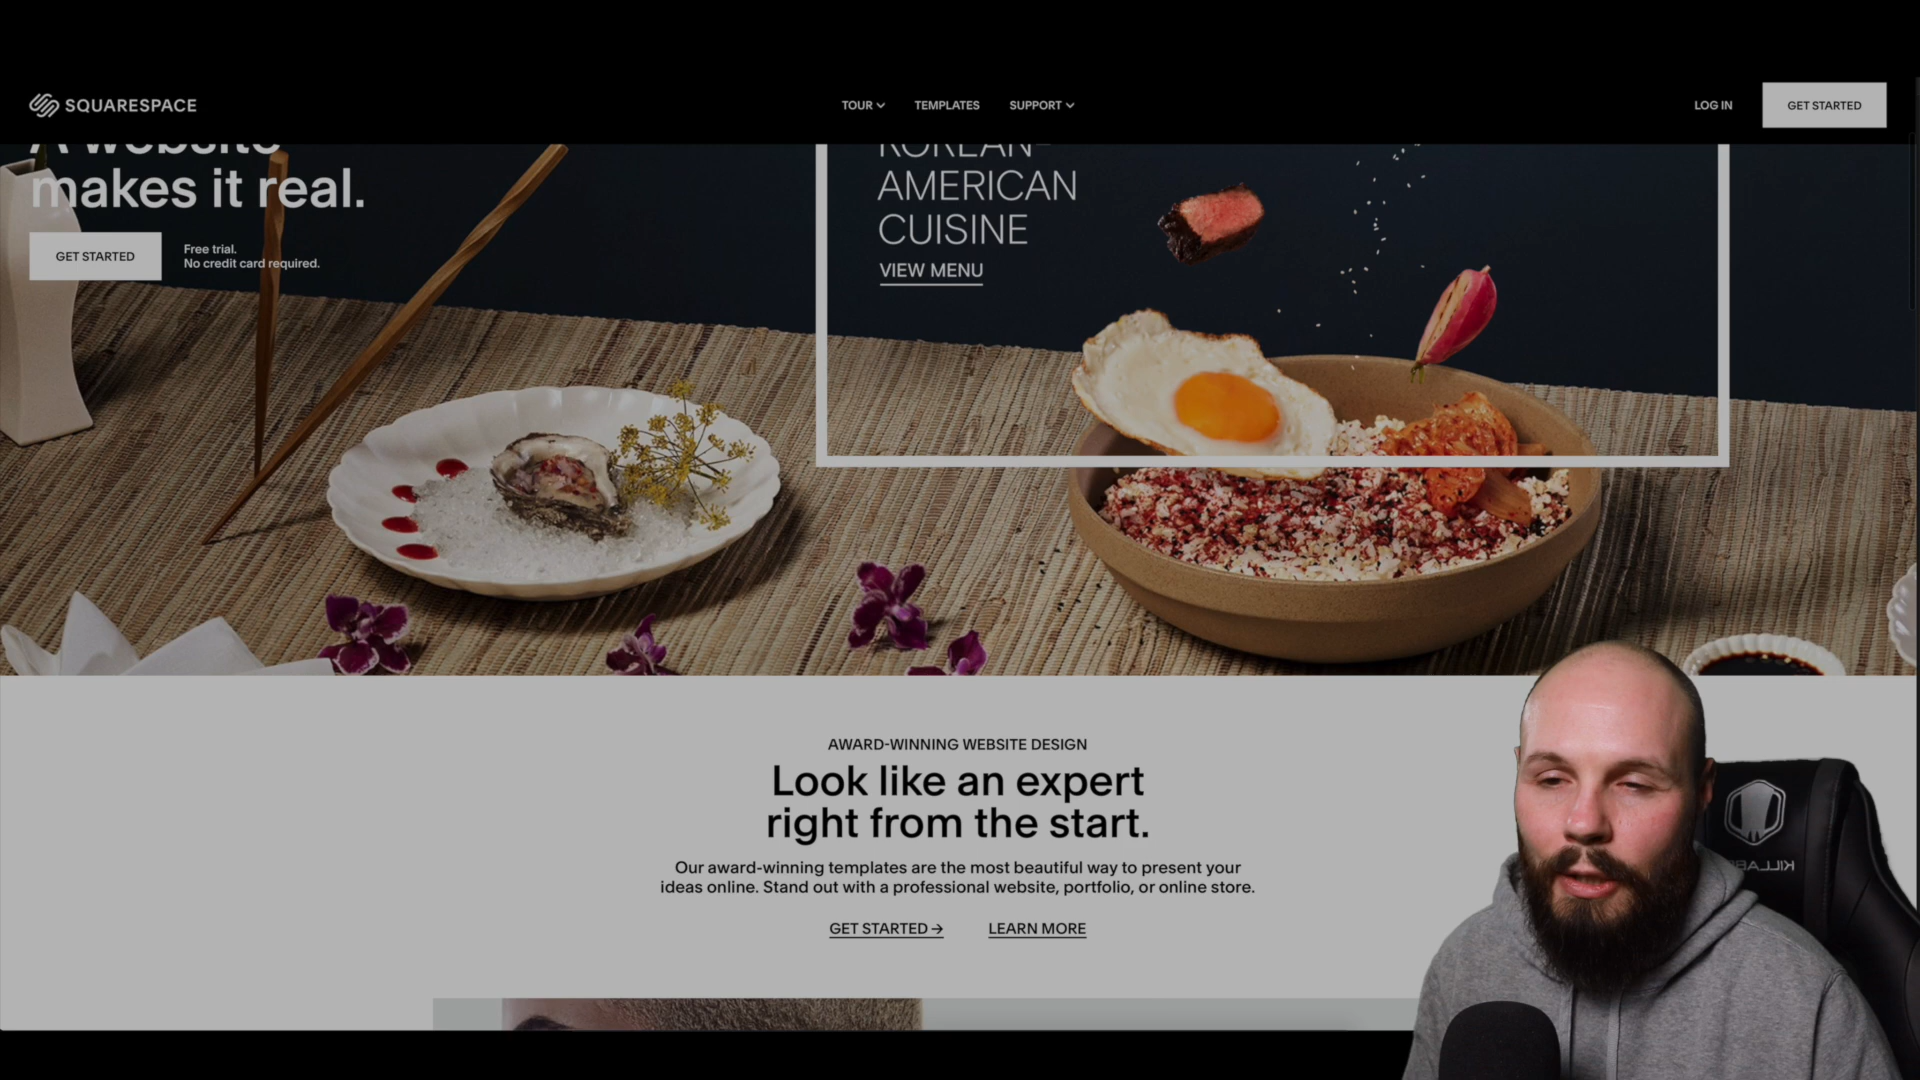 SQUARESPACE
TOUR
TEMPLATES
SUPPORT
LOG IN
GET STARTED
A website
makes it real.
GET STARTED
Free trial.
No credit card required.
KOREAN-
AMERICAN
CUISINE
VIEW MENU
AWARD-WINNING WEBSITE DESIGN
Look like an expert
right from the start.
Our award-winning templates are the most beautiful way to present your
ideas online. Stand out with a professional website, portfolio, or online store.
GET STARTED →
LEARN MORE